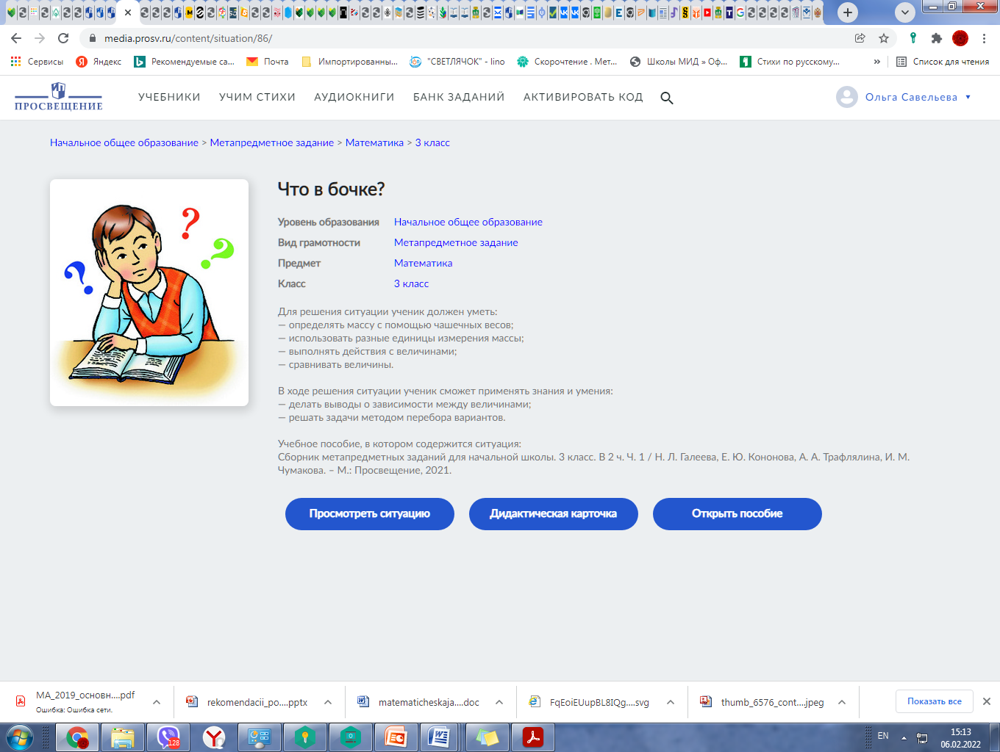 media.prosv.ru/content/situation/86/
Сервисы
Яндекс
Рекомендуемые са...
Почта
Импортированны...
"СВЕТЛЯЧОК" - lino
Скорочтение . Мет...
Школы МИД » Оф...
Стихи по русскому...
»
Список для чтения
ПРОСВЕЩЕНИЕ
УЧЕБНИКИ
УЧИМ СТИХИ
АУДИОКНИГИ
БАНК ЗАДАНИЙ
АКТИВИРОВАТЬ КОД
Ольга Савельева
Начальное общее образование > Метапредметное задание > Математика > 3 класс
Что в бочке?
Уровень образования Начальное общее образование
Вид грамотности Метапредметное задание
Предмет Математика
Класс 3 класс
Для решения ситуации ученик должен уметь:
— определять массу с помощью чашечных весов;
— использовать разные единицы измерения массы;
— выполнять действия с величинами;
— сравнивать величины.
В ходе решения ситуации ученик сможет применять знания и умения:
— делать выводы о зависимости между величинами;
— решать задачи методом перебора вариантов.
Учебное пособие, в котором содержится ситуация:
Сборник метапредметных заданий для начальной школы. 3 класс. В 2 ч. Ч. 1 / Н. Л. Галеева, Е. Ю. Кононова, А. А. Трафлялина, И. М.
Чумакова. – М.: Просвещение, 2021.
Просмотреть ситуацию
Дидактическая карточка
Открыть пособие
MA_2019_основн....pdf
Ошибка: Ошибка сети.
rekomendacii_po....pptx
matematicheskaja....doc
FqEoiEUupBL8IQg....svg
thumb_6576_cont....jpeg
Показать все
128
EN
15:13
06.02.2022